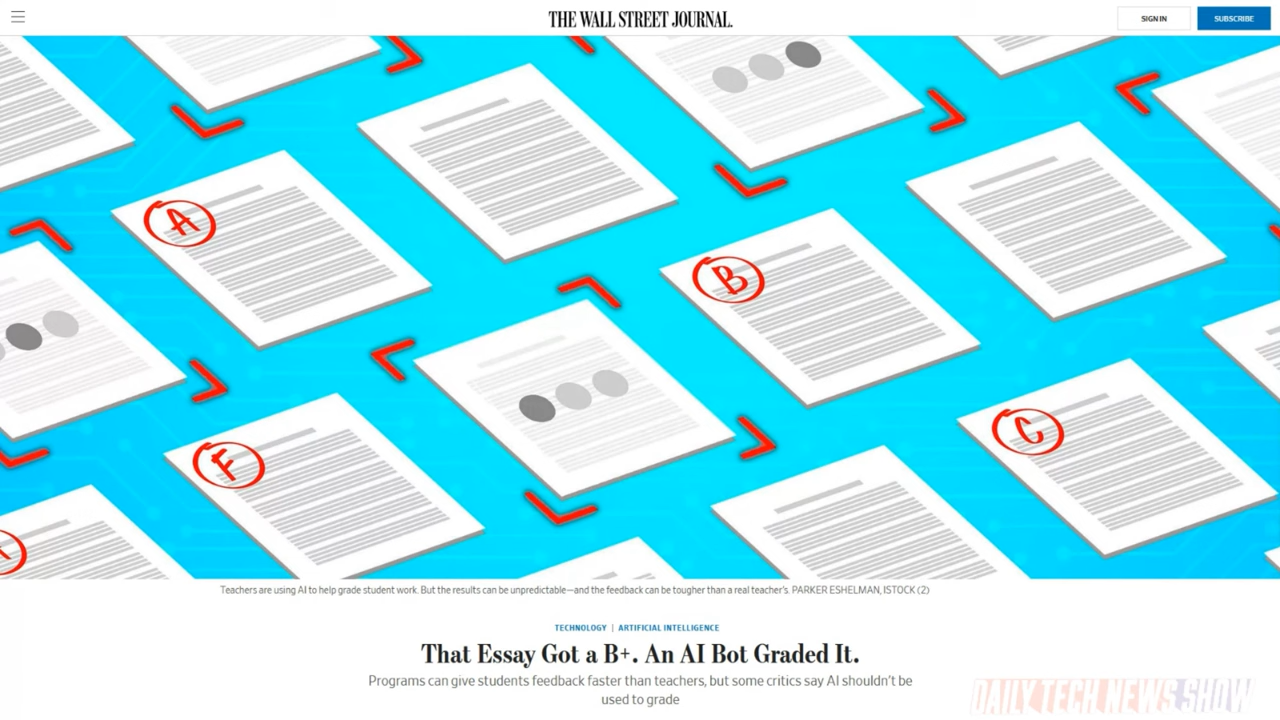 THE WALL STREET JOURNAL.
SIGN IN
SUBSCRIBE
A
B
F
C
Teachers are using AI to help grade student work. But the results can be unpredictable—and the feedback can be tougher than a real teacher's. PARKER ESHELMAN, ISTOCK (2)
TECHNOLOGY | ARTIFICIAL INTELLIGENCE
That Essay Got a B+. An AI Bot Graded It.
Programs can give students feedback faster than teachers, but some critics say AI shouldn't be
used to grade
DAILY TECH NEWS SHOW